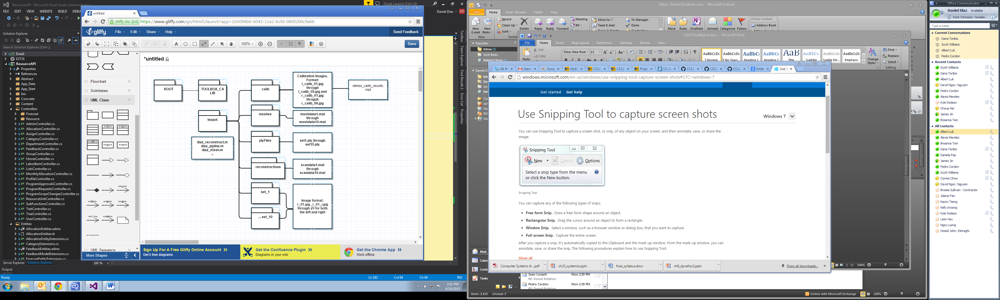 ResourceAPI - Microsoft Visual Studio (Administrator)
Quick Launch (Ctrl+Q)
FILE EDIT VIEW WEBSITE BUILD DEBU
Daniel Diaz DD
Solution Explorer
Search Solution Explorer (Ctrl+;)
Email
EXTJS
ResourceAPI
Properties
References
Abstract
App_Data
App_Start
bin
Concrete
Content
Controllers
Forecast
Resource
AdminController.cs
AllocationController.cs
AssignController.cs
CategoryController.cs
DepartmentController.cs
FeedbackController.cs
GroupController.cs
HomeController.cs
LaborItemController.cs
ListsController.cs
MonthlyAllocationController.cs
ProfileController.cs
ProgramApprovalsController.cs
ProgramRequestsController.cs
ProgramScopeChangesController.cs
ResourceUnitController.cs
SubFunctionsController.cs
TestController.cs
TreeController.cs
UserController.cs
Entities
AllocationEntities.edmx
AllocationEntities.tt
AllocationEntityExtensions.cs
CategoryExtensions.cs
FeedbackEntities.edmx
FeedbackModelExtensions.cs
ForecastEntityExtensions.cs
Server Explorer Solution Explorer
100 %
Output
Ready
Ln 182 Col 64 Ch 64 INS
2:11 PM
6/10/2015
Toolbox
Team Explorer
Find Results 1
Error List
Properties
untitled
Gliffy, Inc. [US] https://www.gliffy.com/go/html5/launch?app=1b5094b0-6042-11e2-bcfd-0800200c9a66
gliffy File Edit Share Help Send Feedback
100% Save
Flowchart
Swimlanes
UML Class
UML Sequence
More Shapes
*untitled
ROOT
TOOLBOX_CA
LIB
calib
Calibration Images.
Format:
l_calib_01.jpg
through
l_calib_08.jpg and
r_calib_01.jpg
throguh
r_calib_08.jpg
stereo_calib_results.
mat
teapot
meshes
meshdata1.mat
through
meshdata10.mat
diaz_reconstruct.m
diaz_pipline.m
diaz_mesh.m
...
plyFiles
set1.ply through
set10.ply
reconstructions
scandata1.mat
through
scandata10.mat
set_1
... set_10
Image format:
r_01.jpg , r_01_i.jpg
through 20 for both
the left and right
Sign Up For A Free Gliffy Online Account »
Get 5 free diagrams
Get the Confluence Plugin »
Diagrams in your wiki
Get the Chrome App »
Work offline
Inbox - Daniel.Diaz@wdc.com - Microsoft Outlook
File Home Send / Receive Folder View
New
E-mail
New
Items
New
Ignore
Clean Up
Junk
Delete
Delete
Reply Reply Forward
Meeting
IM
Move to: ?
Team E-mail
To Manager
Done
Move Rules OneNote
Unread/ Categorize Follow
Find a Contact
Address Book
Favorites
Inbox (3)
Sent Items
Deleted Items
Daniel.D
Mail
Calen
Conta
Tasks
Sean Conant Mon 2:30 PM
RE: Donut Rotation
Pedro Cordon Mon 2:29 PM
RE: Donut Rotation
Items: 3,410 Unread: 3
Online with Microsoft Exchange 100%
CS117FinalReport.docx - Microsoft Word
File Home Insert Page Layout References Mailings Review View
Paste
Cut
Copy
Times New Rom 12
¶ Normal ¶ No Spaci... Heading 1 Heading 2 Title Subtitle Subtle Em... Emphasis
Change
Styles
Find
Replace
Select
Editing
100%
AE #1 Starre Goog MyEE CS11 CS11 Proje CS 11 CS11 CS11 CS11 folder Use S
windows.microsoft.com/en-us/windows/use-snipping-tool-capture-screen-shots#1TC=windows-7
Get started Get help
Use Snipping Tool to capture screen shots
Windows 7
You can use Snipping Tool to capture a screen shot, or snip, of any object on your screen, and then annotate, save, or share the
image.
Snipping Tool
New Cancel Options
Select a snip type from the menu
or click the New button.
Snipping Tool
You can capture any of the following types of snips:
Free-form Snip. Draw a free-form shape around an object.
Rectangular Snip. Drag the cursor around an object to form a rectangle.
Window Snip. Select a window, such as a browser window or dialog box, that you want to capture.
Full-screen Snip. Capture the entire screen.
After you capture a snip, it's automatically copied to the Clipboard and the mark-up window. From the mark-up window, you can
annotate, save, or share the snip. The following procedures explain how to use Snipping Tool.
Show all
Computer Systems A....pdf
ch10_systemio.pptx
final_syllabus.docx
ch9_dynalloc2.pptx
Show all downloads...
Office Communicator
Daniel Diaz Available
Work Schedule: Variable...
Type a name
Current Conversations
Dana Toribio
Scott Williams
Albert Luk
Pedro Cordon
Recent Contacts
Scott Williams
Dana Toribio
Albert Luk
David Ngoc. Nguyen
Pedro Cordon
Alexis Mendez
Kyle Dodson
Choua Her
James Jin
Breanna Tom
All Contacts
Albert Luk
Alexis Mendez
Breanna Tom
Dana Toribio
Daniela Pop
James Jin
Pedro Cordon
Scott Williams
Connie Chow
David Ngoc. Nguyen
Brooke Sullivan - Contractor
Jolene Fan
Kacey Tseng
Kelly Inciong
Kyle Dodson
Leon Hsu
Ngoc Luong
Omeid John. Eshraghi